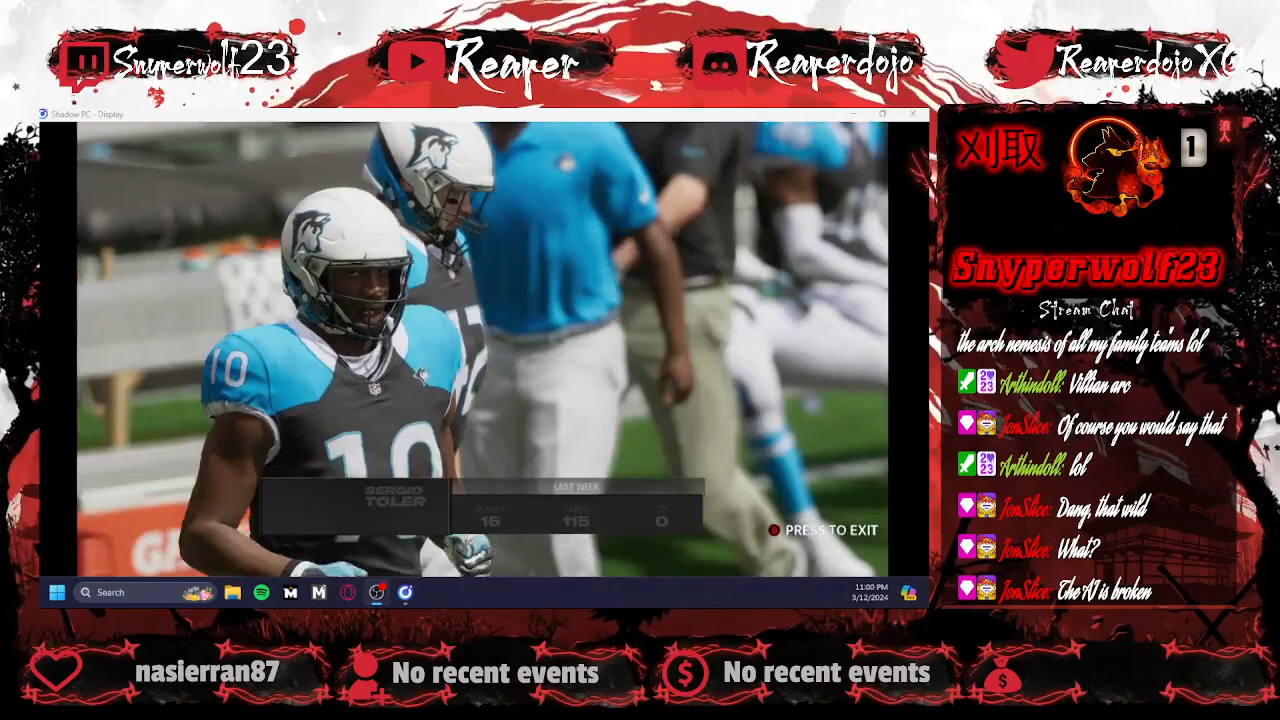 Snyperwolf23
Reaper
Reaperdojo
ReaperdojoX
Shadow PC - Display
刈取
浪人
1
Snyperwolf23
Stream Chat
the arch nemesis of all my family teams lol
Arthindoll: Villian arc
JonSlice: Of course you would say that
Arthindoll: lol
JonSlice: Dang, that wild
JonSlice: What?
JonSlice: The AI is broken
10
10
SERGIO
TOLER
LAST WEEK
16
115
0
PRESS TO EXIT
Search
11:00 PM
3/12/2024
nasierran87
No recent events
No recent events